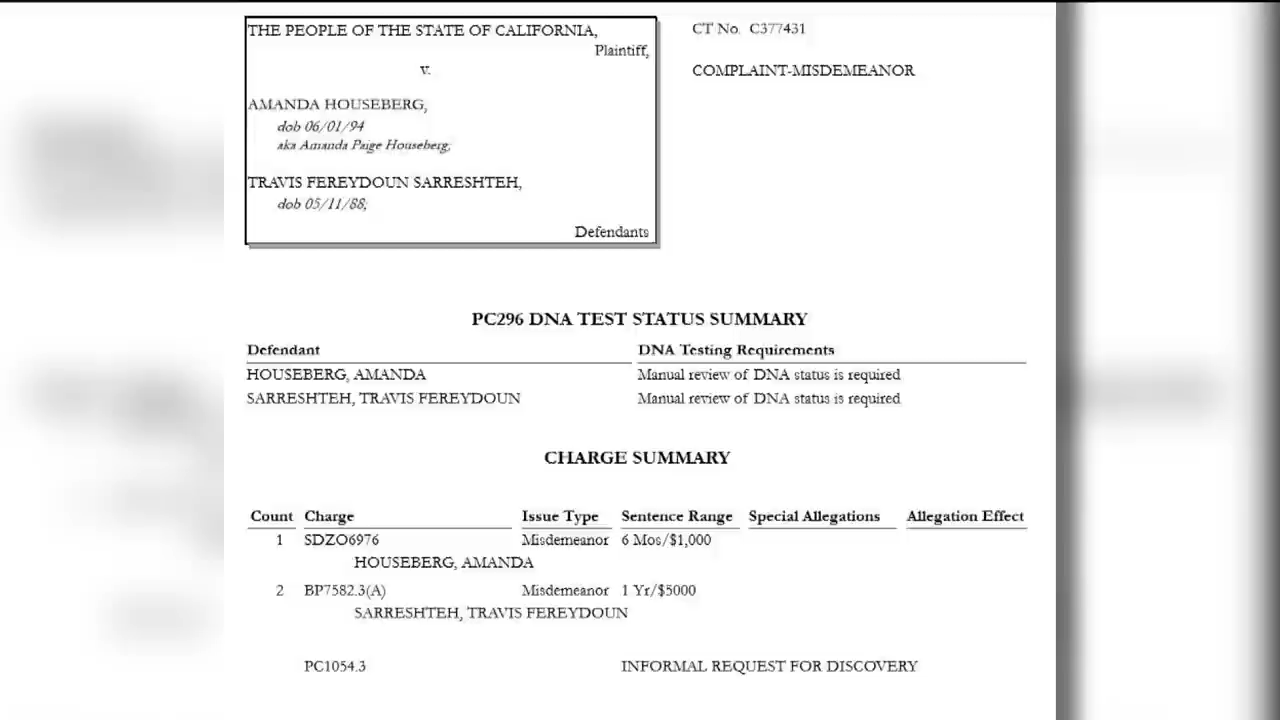 THE PEOPLE OF THE STATE OF CALIFORNIA,
Plaintiff,
v.
AMANDA HOUSEBERG,
dob 06/01/94
aka Amanda Paige Houseberg;
TRAVIS FEREYDOUN SARRESHTEH,
dob 05/11/88;
Defendants
CT No. C377431
COMPLAINT-MISDEMEANOR
PC296 DNA TEST STATUS SUMMARY
Defendant DNA Testing Requirements
HOUSEBERG, AMANDA Manual review of DNA status is required
SARRESHTEH, TRAVIS FEREYDOUN Manual review of DNA status is required
CHARGE SUMMARY
Count Charge Issue Type Sentence Range Special Allegations Allegation Effect
1 SDZO6976 Misdemeanor 6 Mos/$1,000
HOUSEBERG, AMANDA
2 BP7582.3(A) Misdemeanor 1 Yr/$5000
SARRESHTEH, TRAVIS FEREYDOUN
PC1054.3 INFORMAL REQUEST FOR DISCOVERY